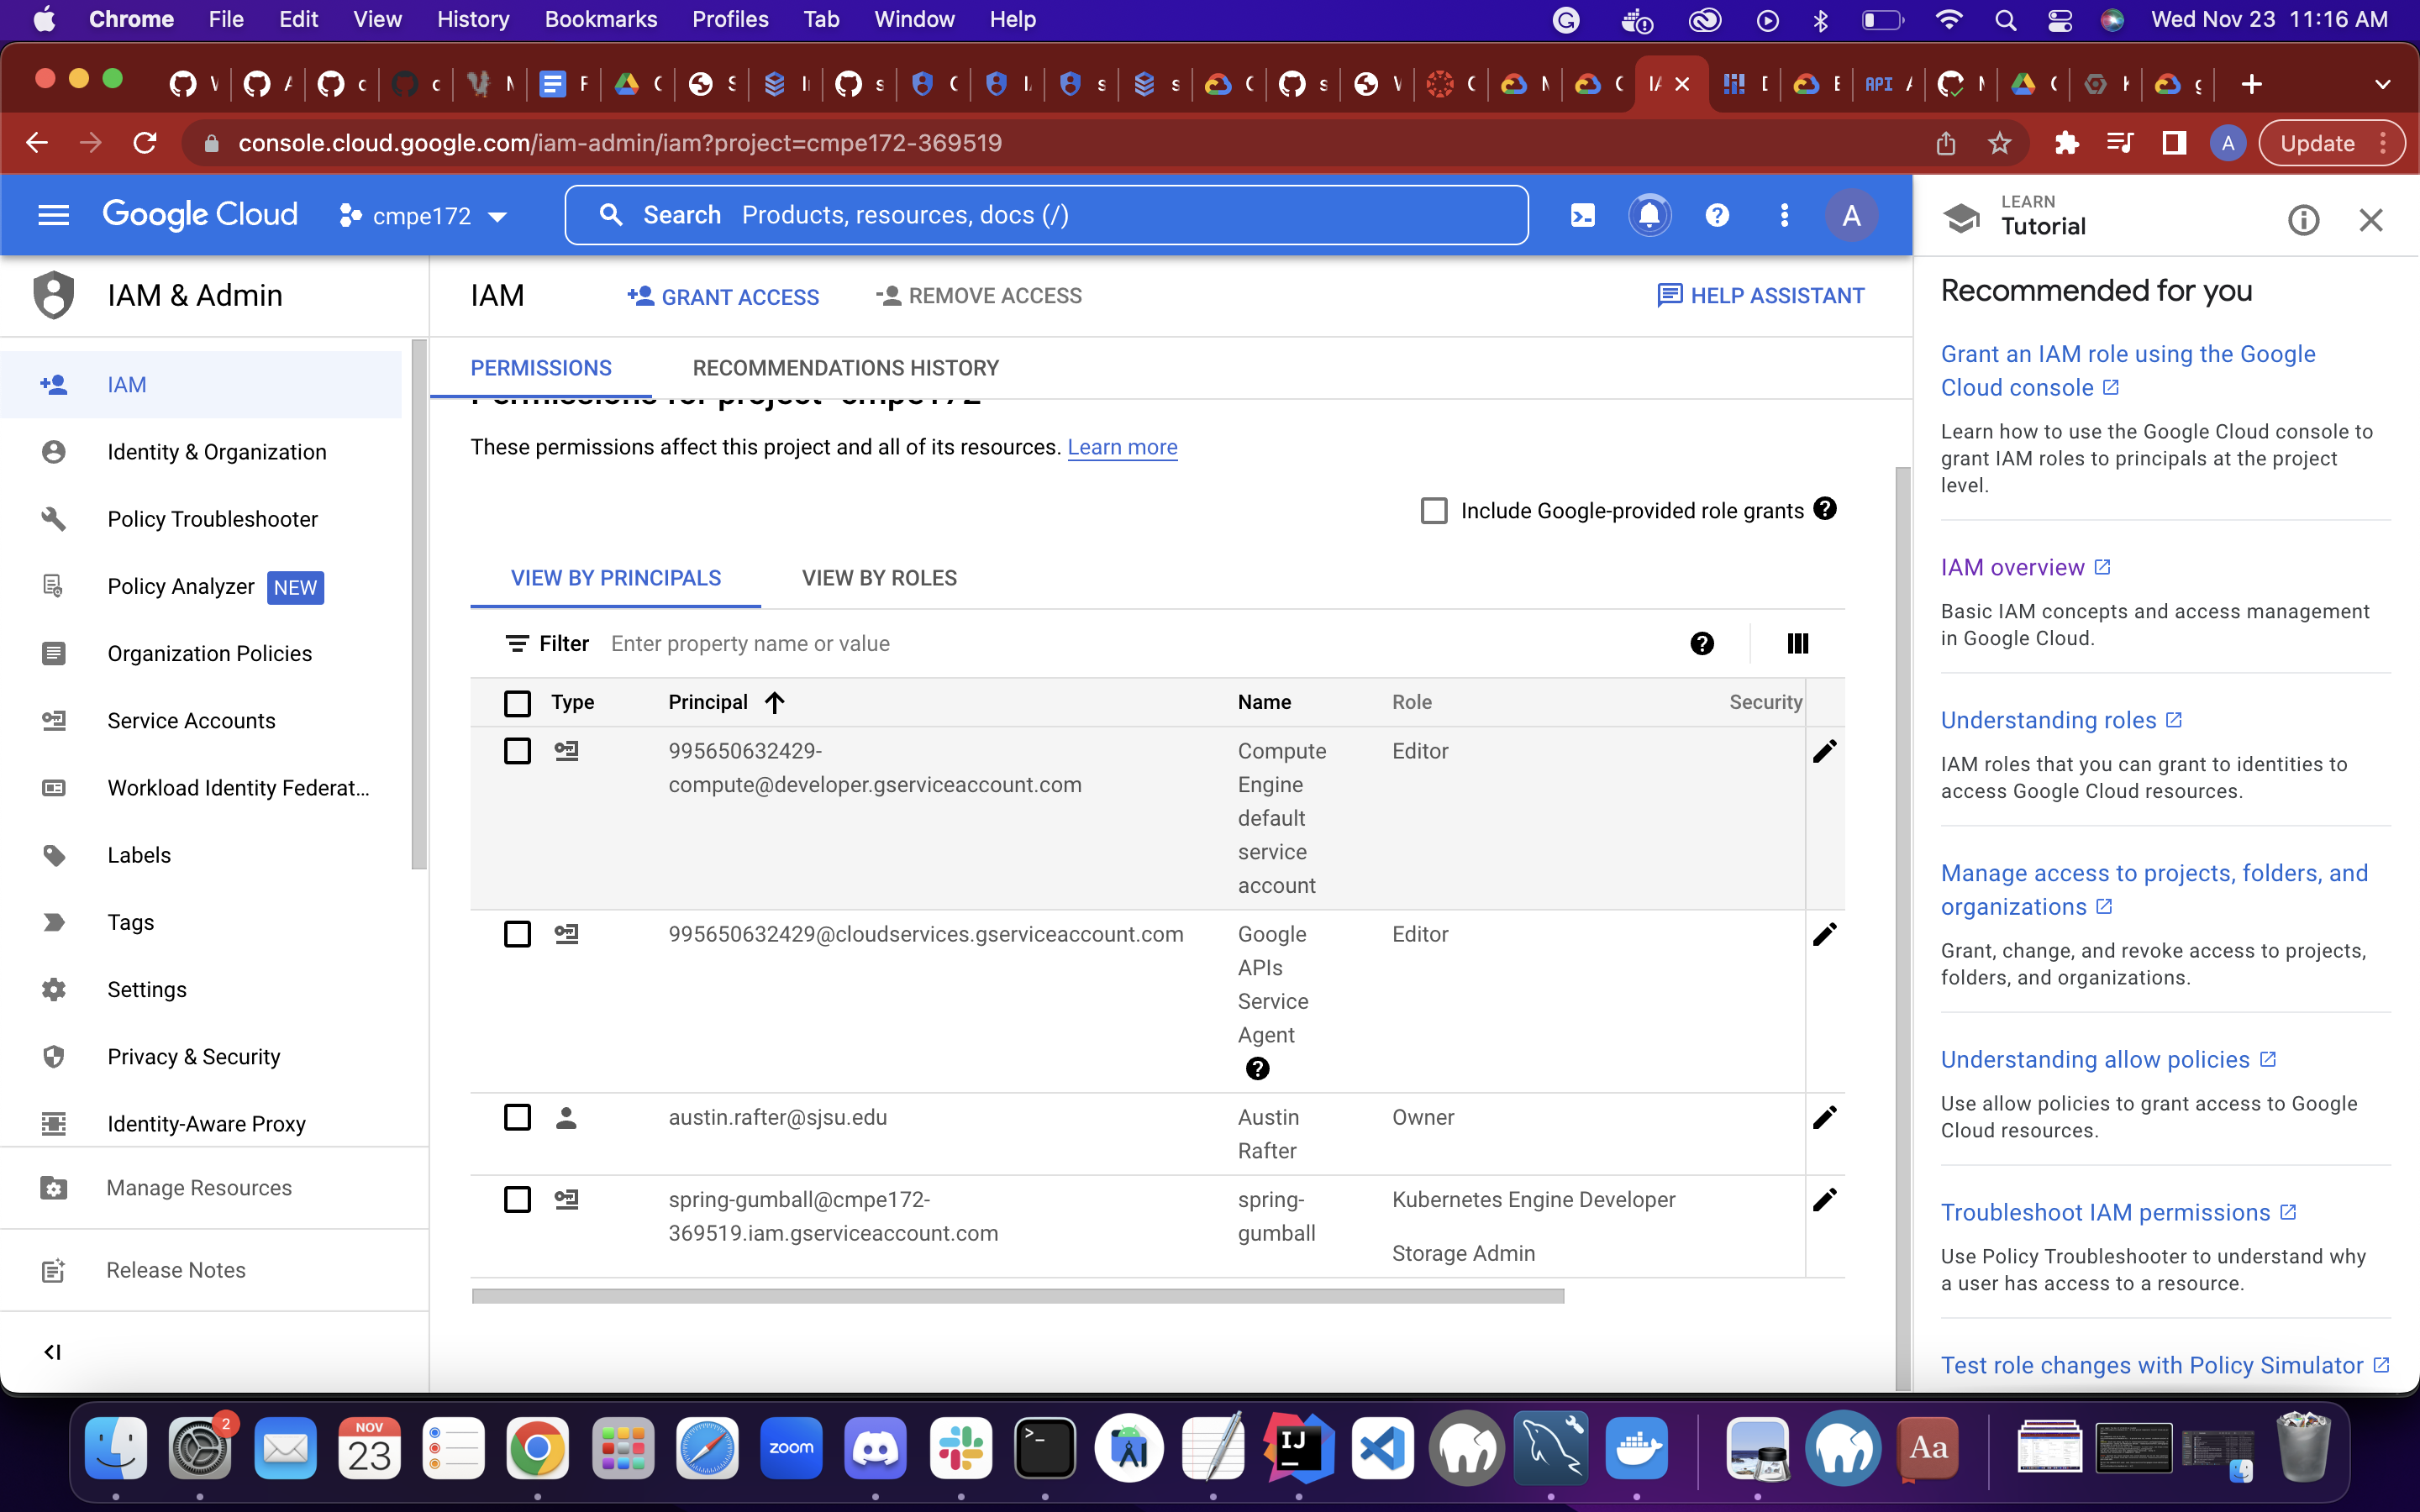 Chrome File Edit View History Bookmarks Profiles Tab Window Help Wed Nov 23 11:16 AM
console.cloud.google.com/iam-admin/iam?project=cmpe172-369519
A Update
Google Cloud cmpe172 Search Products, resources, docs (/) A
LEARN
Tutorial
IAM & Admin
IAM
Identity & Organization
Policy Troubleshooter
Policy Analyzer NEW
Organization Policies
Service Accounts
Workload Identity Federat...
Labels
Tags
Settings
Privacy & Security
Identity-Aware Proxy
Manage Resources
Release Notes
IAM GRANT ACCESS REMOVE ACCESS HELP ASSISTANT
PERMISSIONS RECOMMENDATIONS HISTORY
Permissions for project "cmpe172"
These permissions affect this project and all of its resources. Learn more
Include Google-provided role grants
VIEW BY PRINCIPALS VIEW BY ROLES
Filter Enter property name or value
Type Principal Name Role Security
995650632429-
compute@developer.gserviceaccount.com
Compute
Engine
default
service
account
Editor
995650632429@cloudservices.gserviceaccount.com
Google
APIs
Service
Agent
Editor
austin.rafter@sjsu.edu
Austin
Rafter
Owner
spring-gumball@cmpe172-
369519.iam.gserviceaccount.com
spring-
gumball
Kubernetes Engine Developer
Storage Admin
Recommended for you
Grant an IAM role using the Google
Cloud console
Learn how to use the Google Cloud console to
grant IAM roles to principals at the project
level.
IAM overview
Basic IAM concepts and access management
in Google Cloud.
Understanding roles
IAM roles that you can grant to identities to
access Google Cloud resources.
Manage access to projects, folders, and
organizations
Grant, change, and revoke access to projects,
folders, and organizations.
Understanding allow policies
Use allow policies to grant access to Google
Cloud resources.
Troubleshoot IAM permissions
Use Policy Troubleshooter to understand why
a user has access to a resource.
Test role changes with Policy Simulator
2
NOV
23
zoom
IJ
Aa